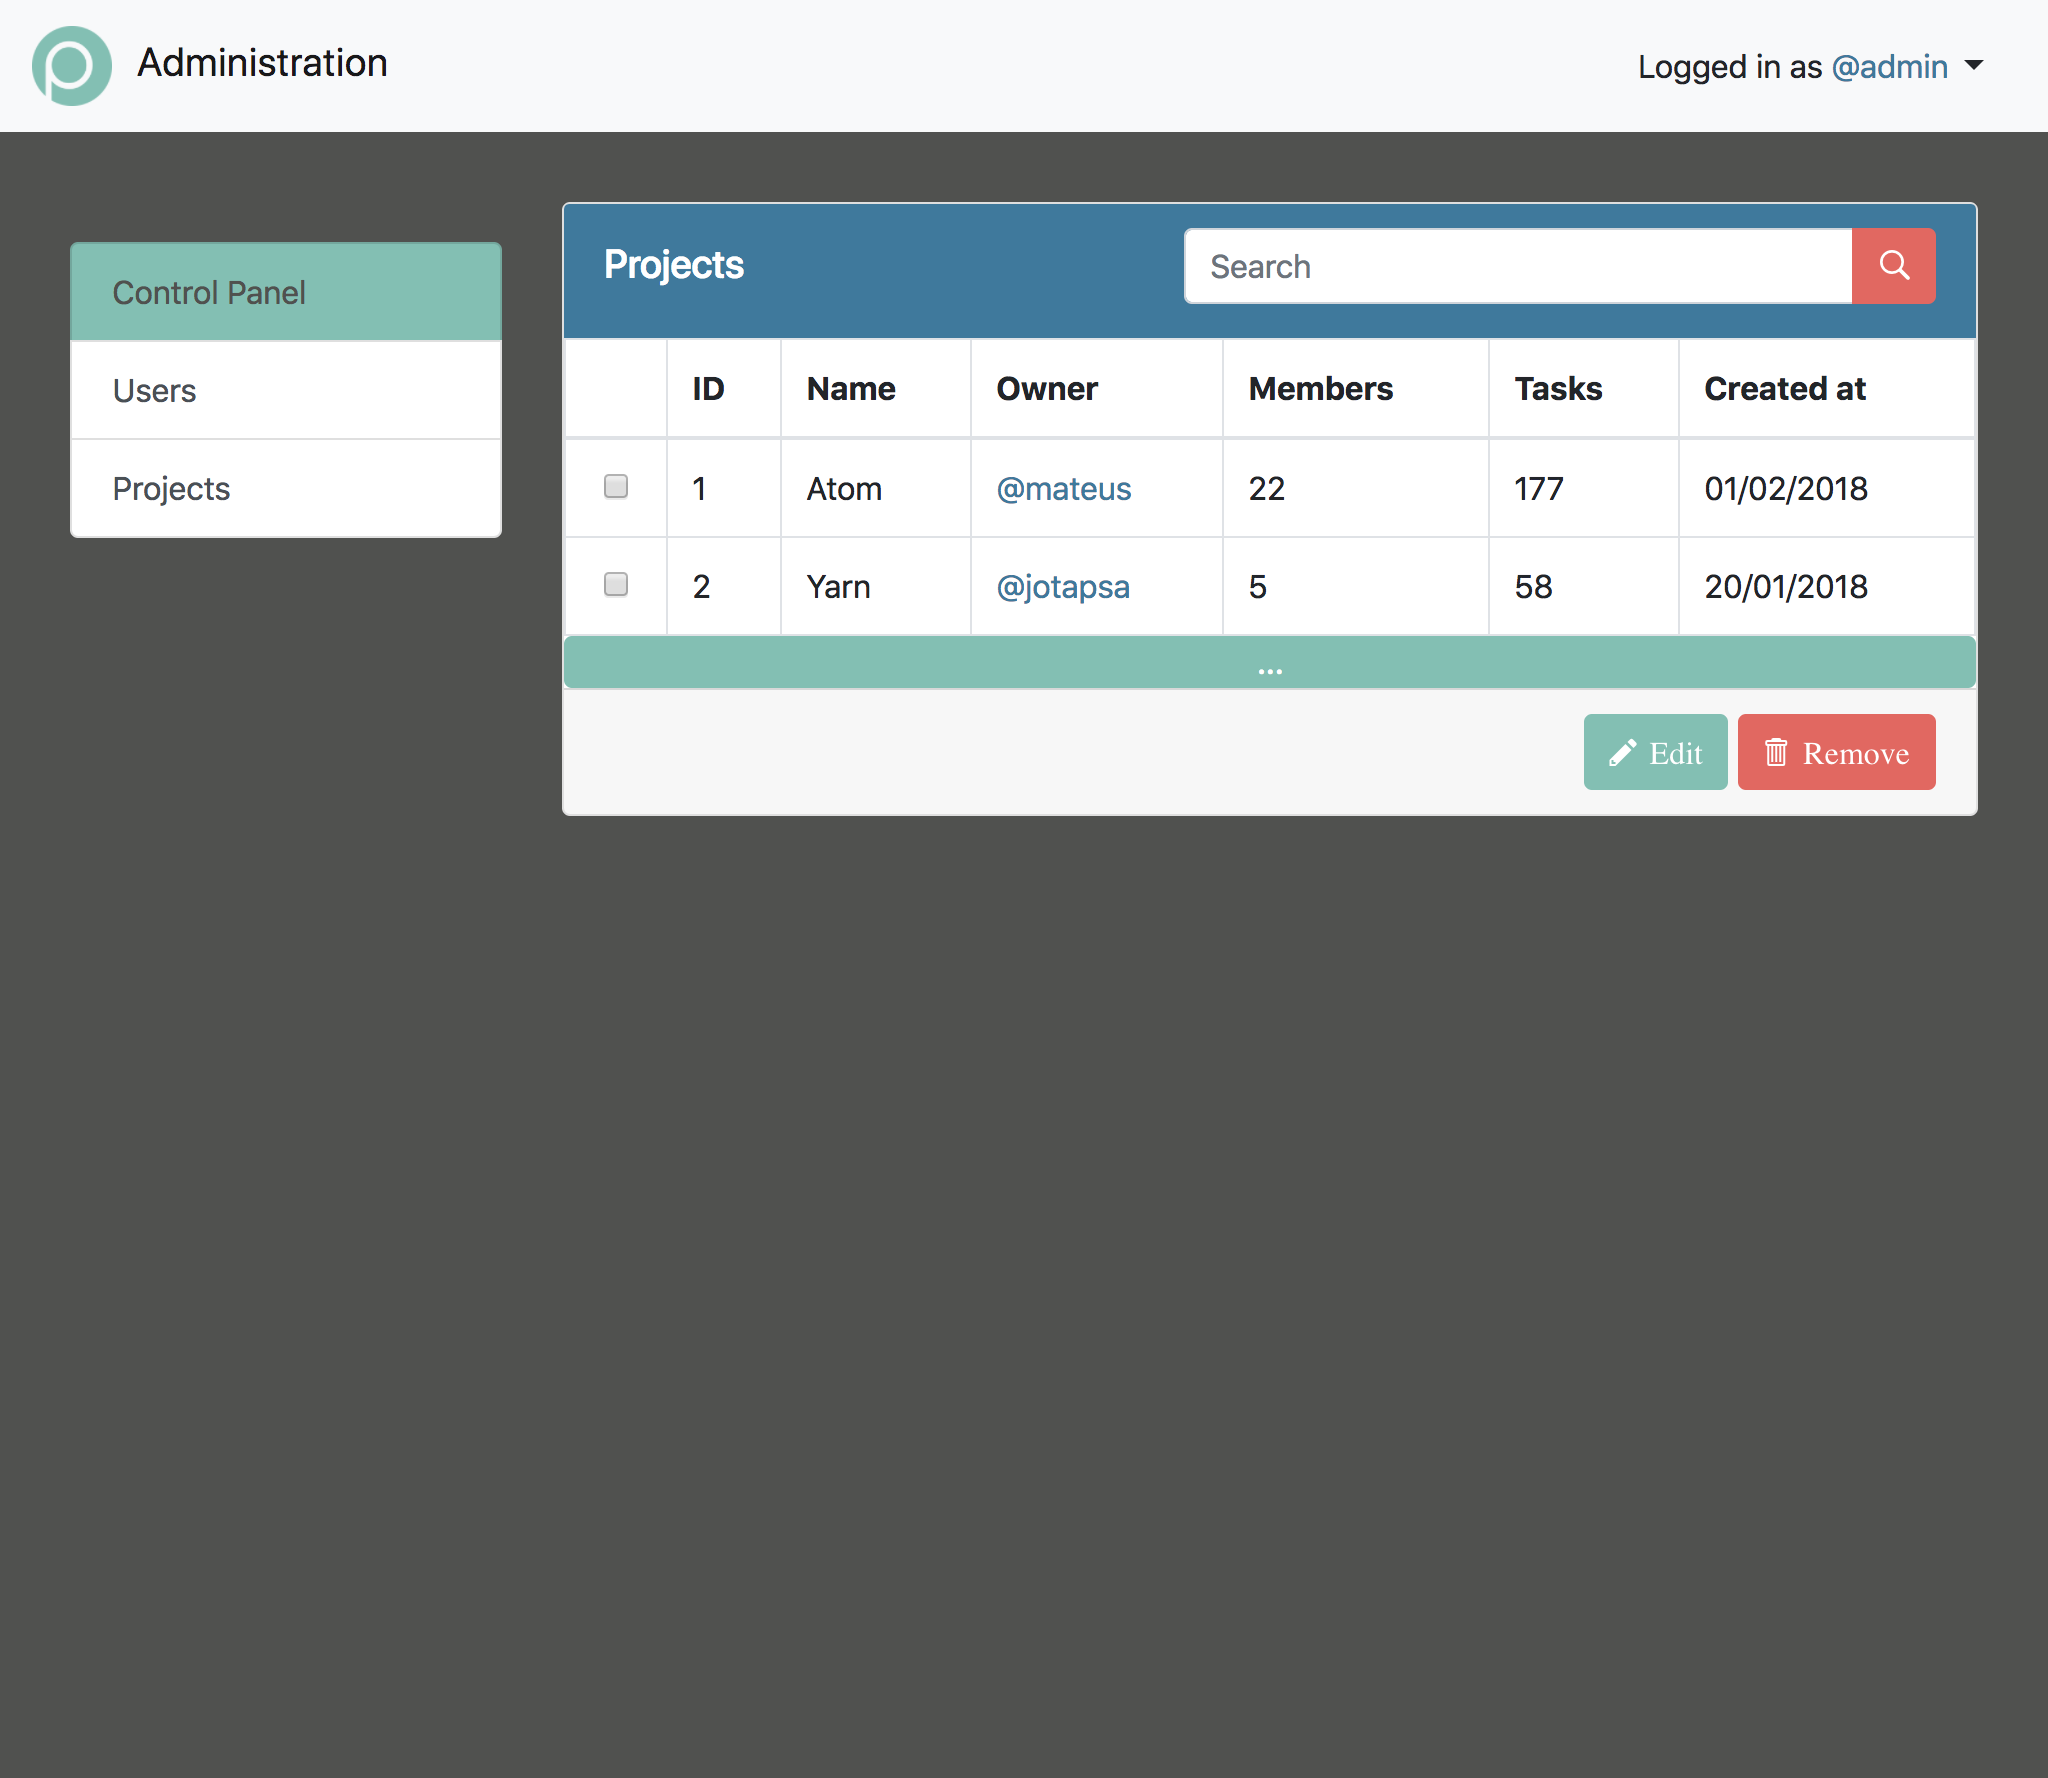 Administration
Logged in as @admin
Control Panel
Users
Projects
Projects
Search
ID Name Owner Members Tasks Created at
1 Atom @mateus 22 177 01/02/2018
2 Yarn @jotapsa 5 58 20/01/2018
...
Edit Remove